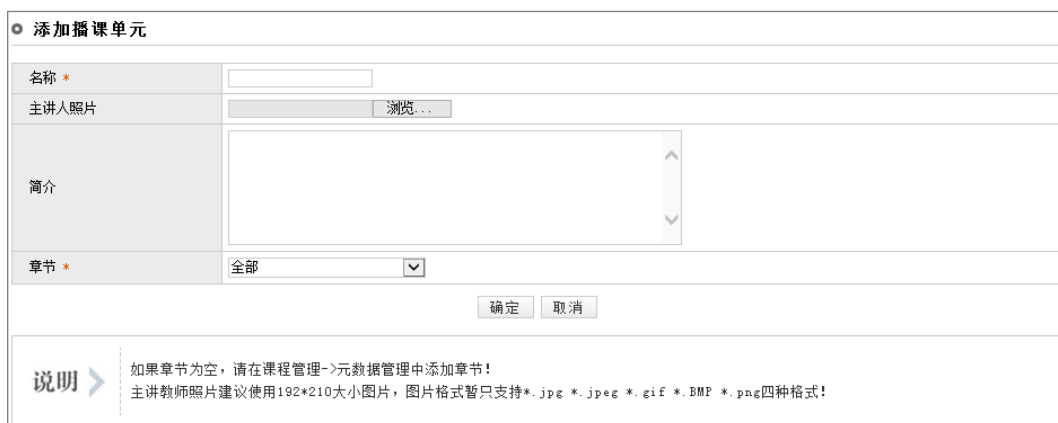 添加播课单元
名称 *
主讲人照片 浏览...
简介
章节 * 全部
确定 取消
说明
如果章节为空，请在课程管理->元数据管理中添加章节！
主讲教师照片建议使用192*210大小图片，图片格式暂只支持*.jpg *.jpeg *.gif *.BMP *.png四种格式！